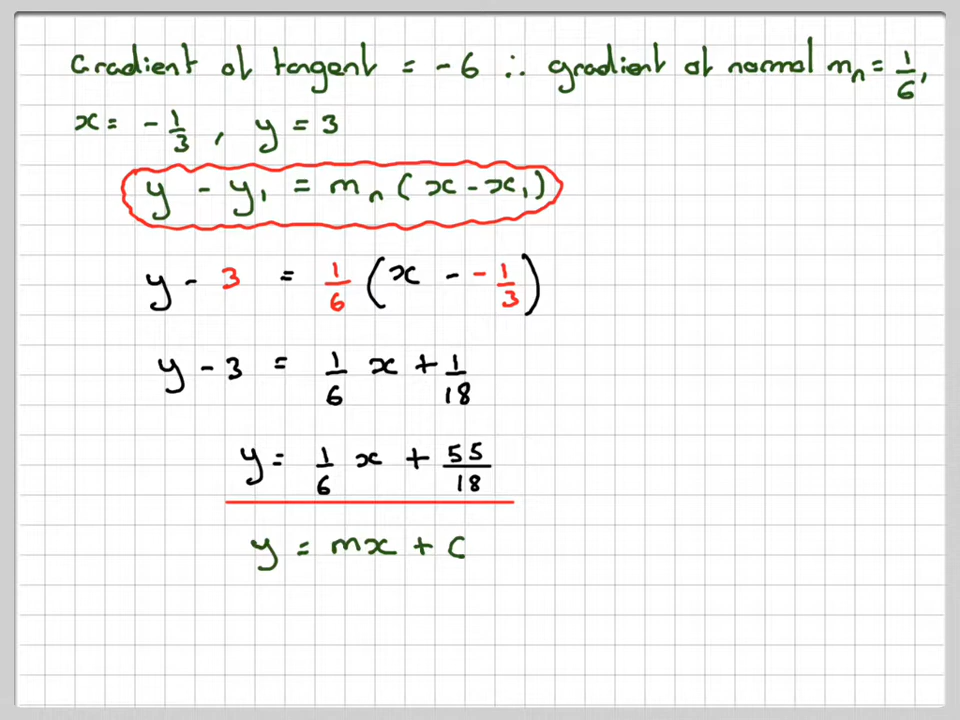 Gradient of tangent = -6 ∴ gradient of normal mₙ = 1/6,
x = -1/3, y = 3
y - y₁ = mₙ(x - x₁)
y - 3 = 1/6 (x - -1/3)
y - 3 = 1/6 x + 1/18
y = 1/6 x + 55/18
y = mx + c